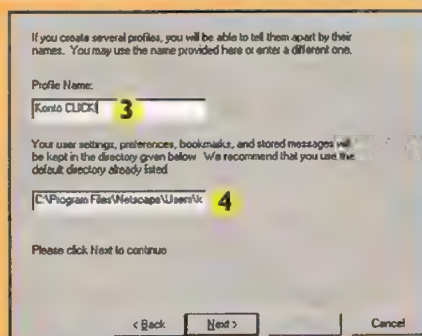 If you create several profiles, you will be able to tell them apart by their
names. You may use the name provided here or enter a different one.
Profile Name:
Konto CLICK!
3
Your user settings, preferences, bookmarks, and stored messages will
be kept in the directory given below. We recommend that you use the
default directory already listed
C:\Program Files\Netscape\Users\k
4
Please click Next to continue
< Back
Next >
Cancel